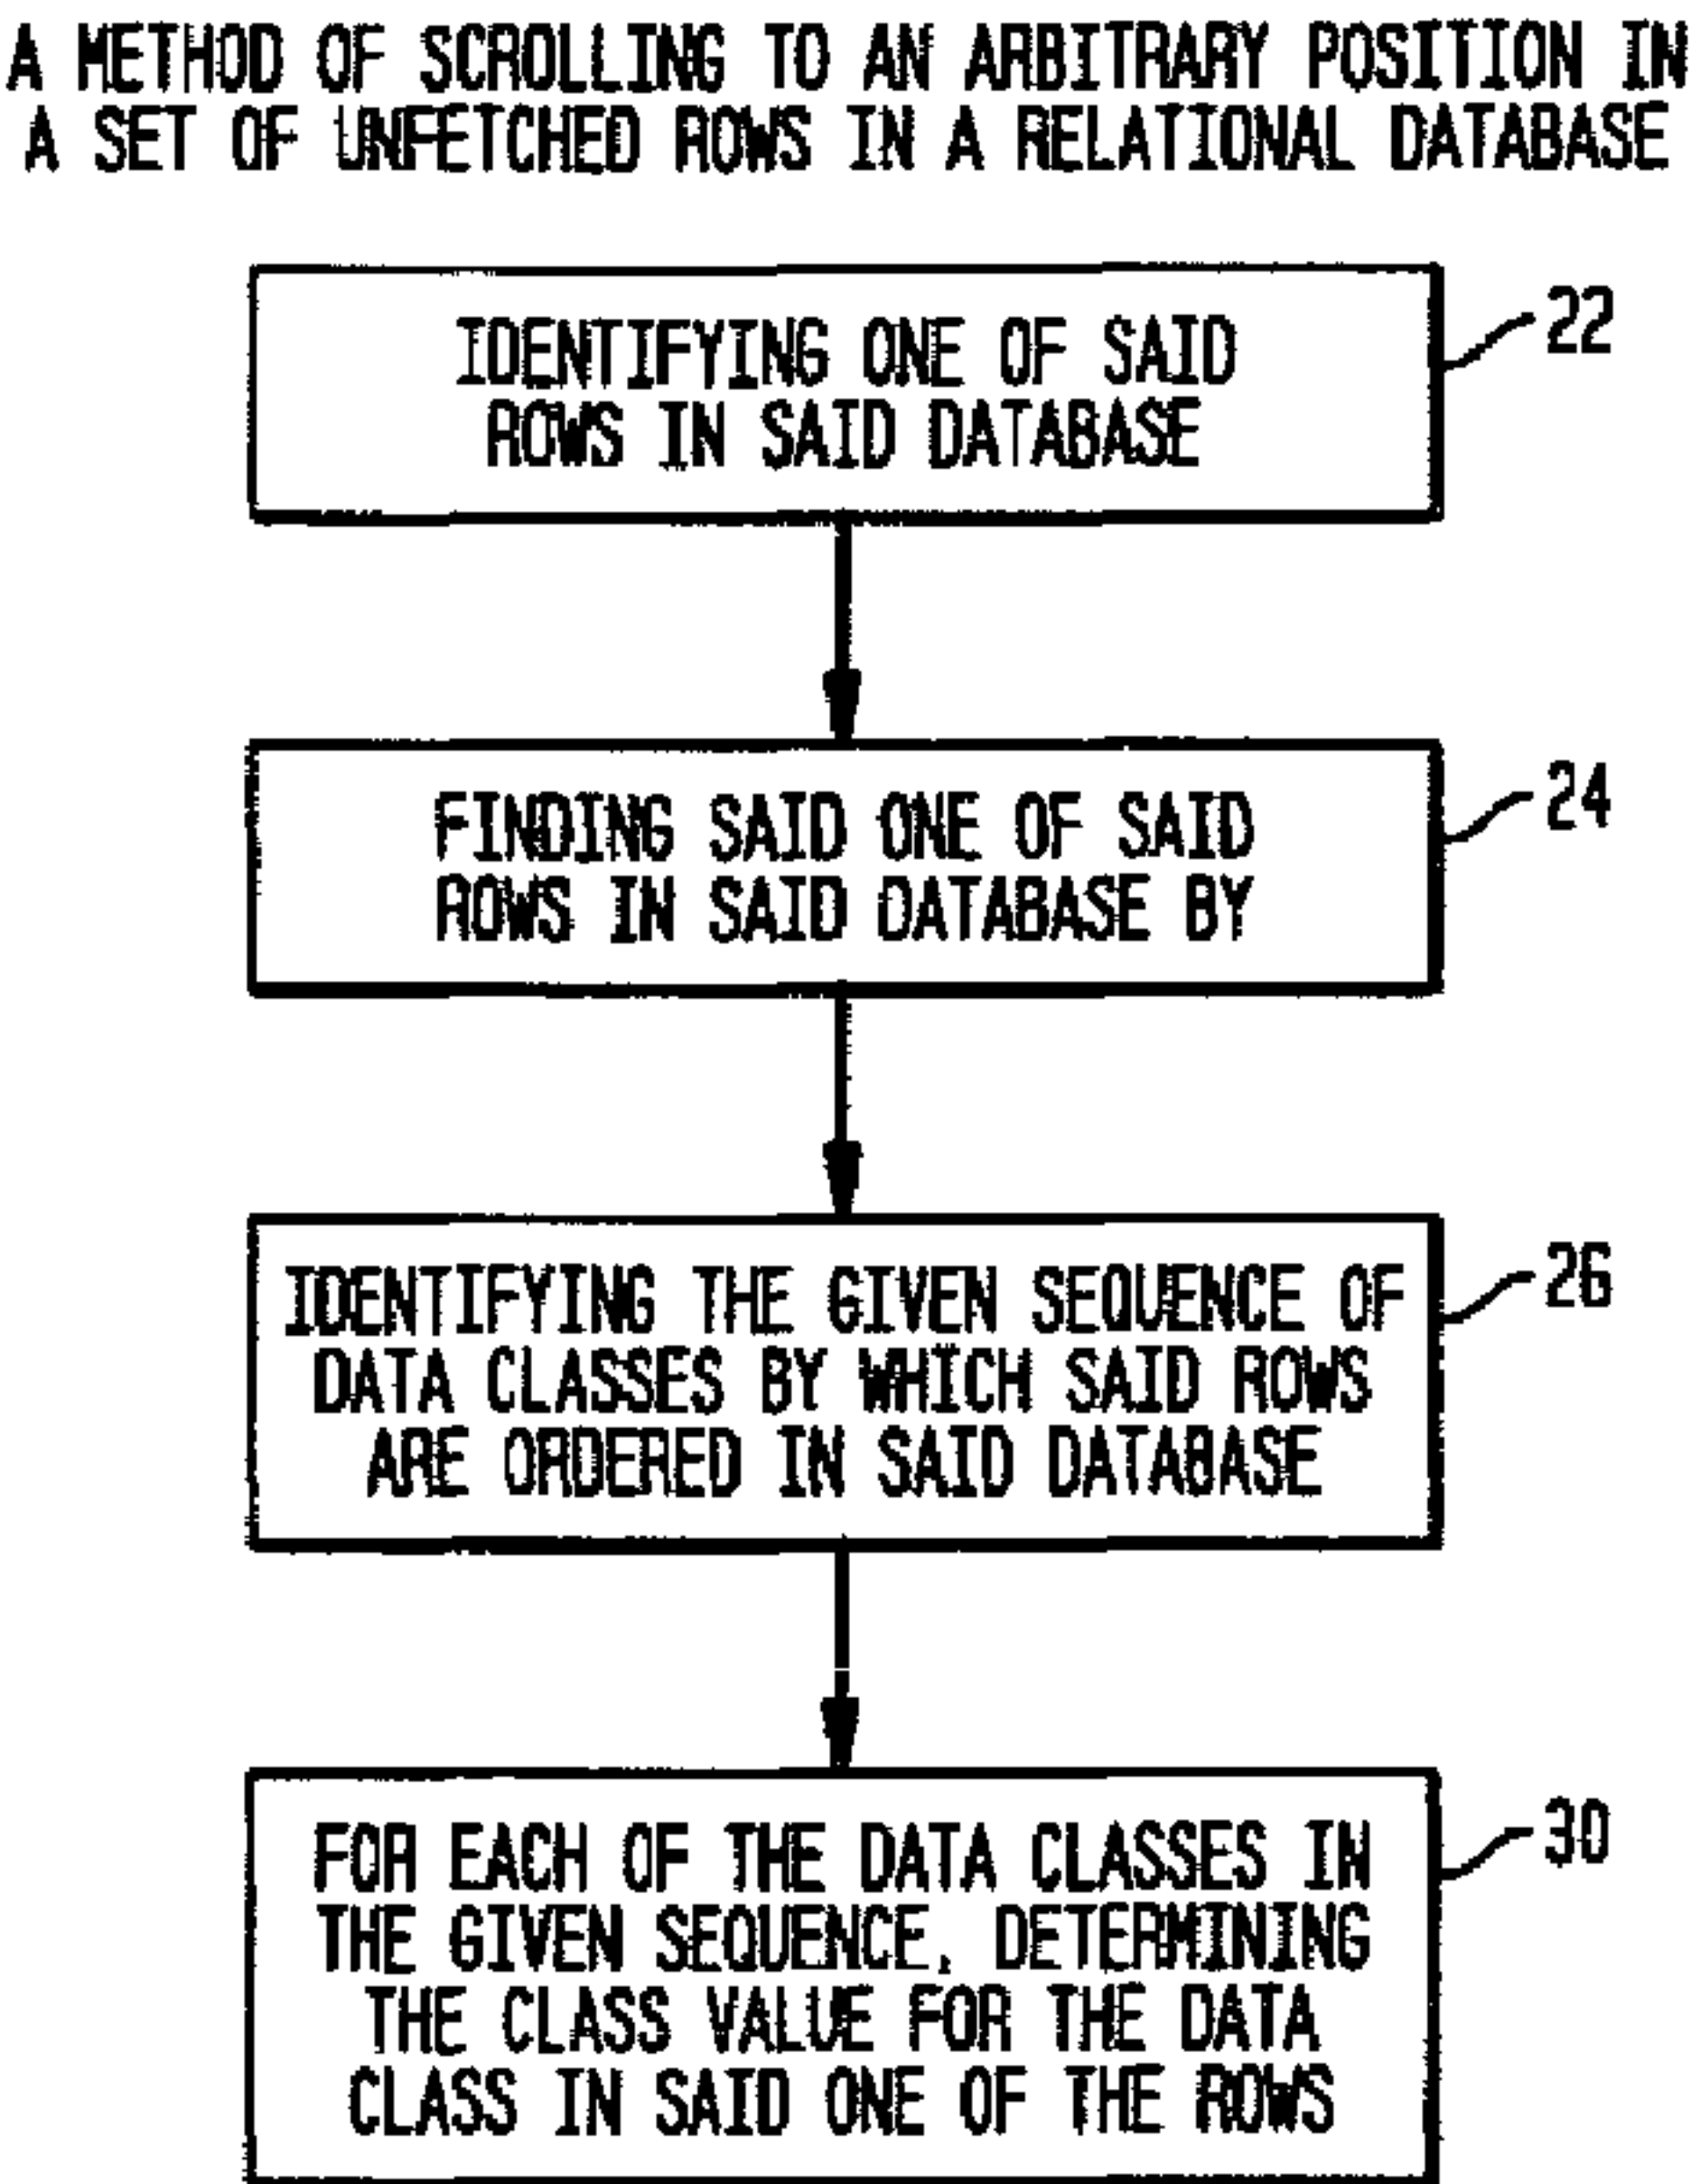 A METHOD OF SCROLLING TO AN ARBITRARY POSITION IN
A SET OF UNFETCHED ROWS IN A RELATIONAL DATABASE
IDENTIFYING ONE OF SAID
ROWS IN SAID DATABASE
22
FINDING SAID ONE OF SAID
ROWS IN SAID DATABASE BY
24
IDENTIFYING THE GIVEN SEQUENCE OF
DATA CLASSES BY WHICH SAID ROWS
ARE ORDERED IN SAID DATABASE
26
FOR EACH OF THE DATA CLASSES IN
THE GIVEN SEQUENCE, DETERMINING
THE CLASS VALUE FOR THE DATA
CLASS IN SAID ONE OF THE ROWS
30